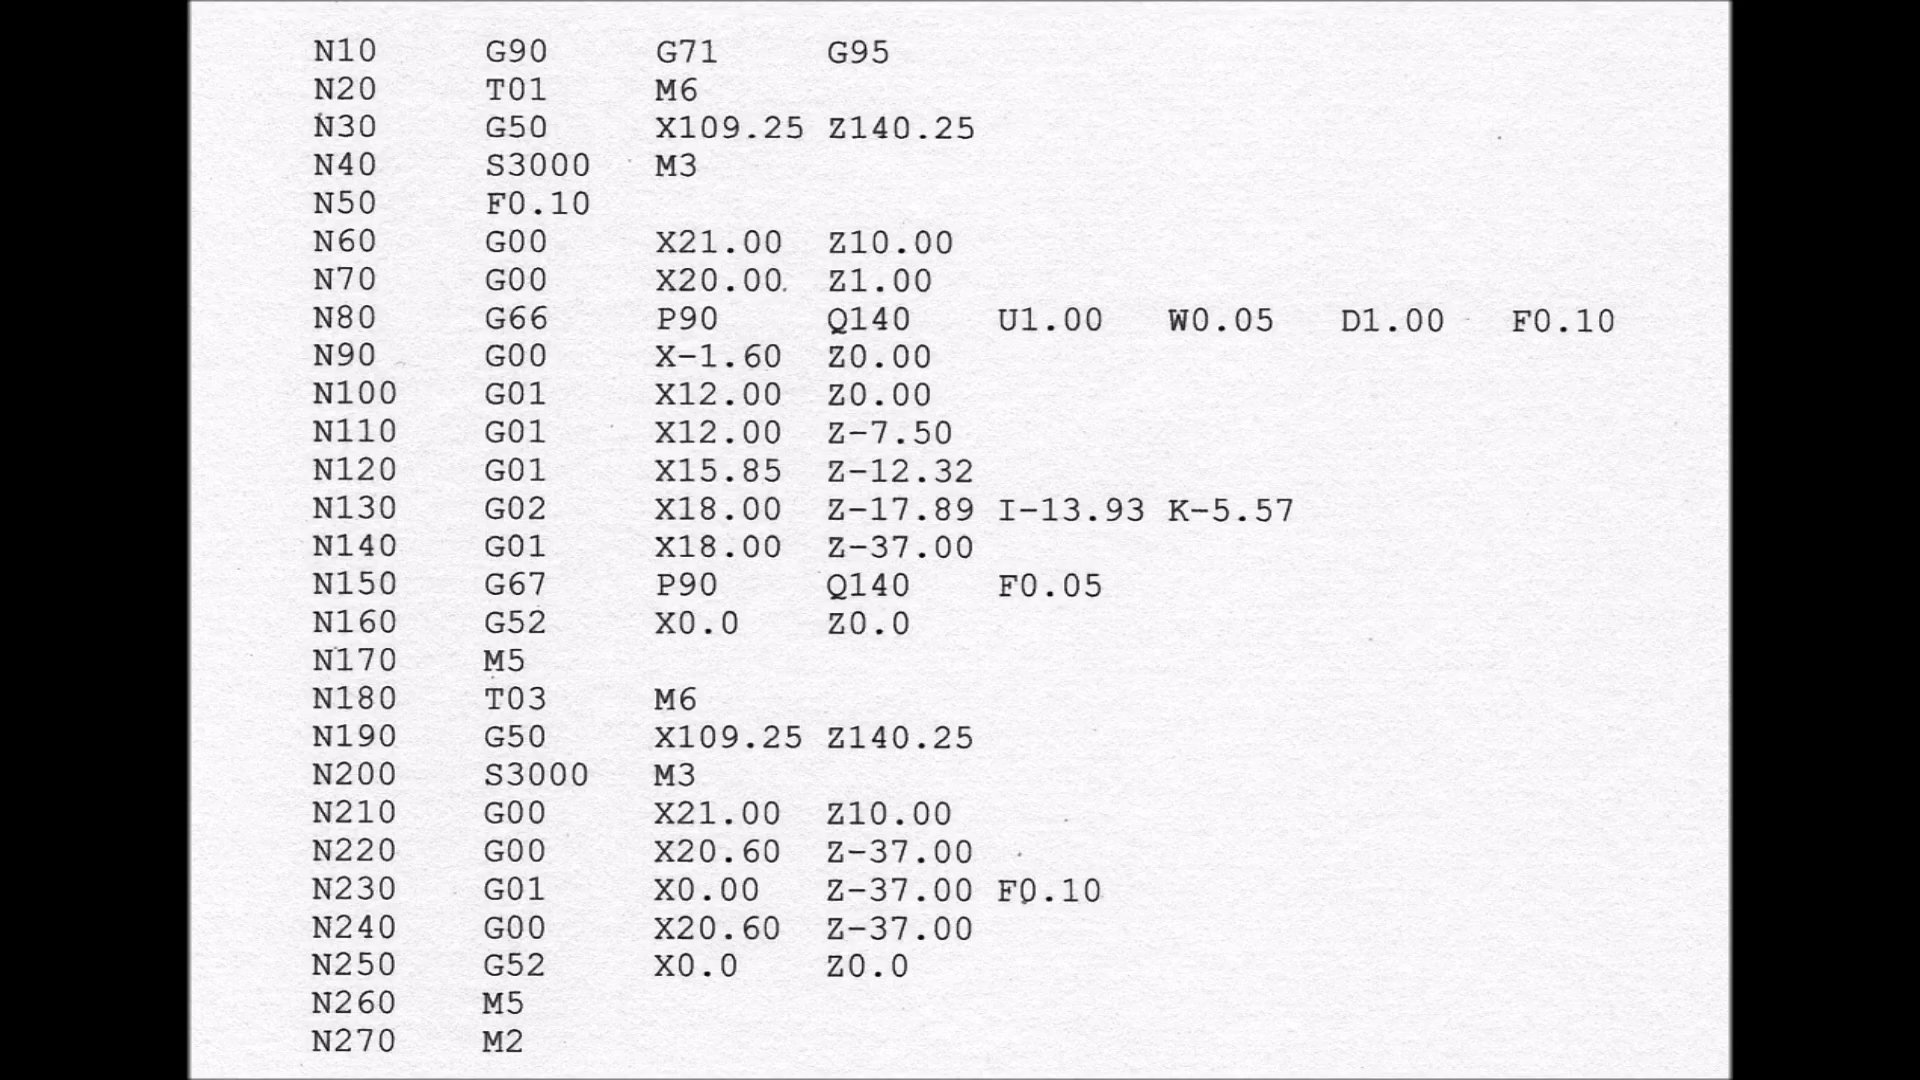 N10 G90 G71 G95
N20 T01 M6
N30 G50 X109.25 Z140.25
N40 S3000 M3
N50 F0.10
N60 G00 X21.00 Z10.00
N70 G00 X20.00 Z1.00
N80 G66 P90 Q140 U1.00 W0.05 D1.00 F0.10
N90 G00 X-1.60 Z0.00
N100 G01 X12.00 Z0.00
N110 G01 X12.00 Z-7.50
N120 G01 X15.85 Z-12.32
N130 G02 X18.00 Z-17.89 I-13.93 K-5.57
N140 G01 X18.00 Z-37.00
N150 G67 P90 Q140 F0.05
N160 G52 X0.0 Z0.0
N170 M5
N180 T03 M6
N190 G50 X109.25 Z140.25
N200 S3000 M3
N210 G00 X21.00 Z10.00
N220 G00 X20.60 Z-37.00
N230 G01 X0.00 Z-37.00 F0.10
N240 G00 X20.60 Z-37.00
N250 G52 X0.0 Z0.0
N260 M5
N270 M2